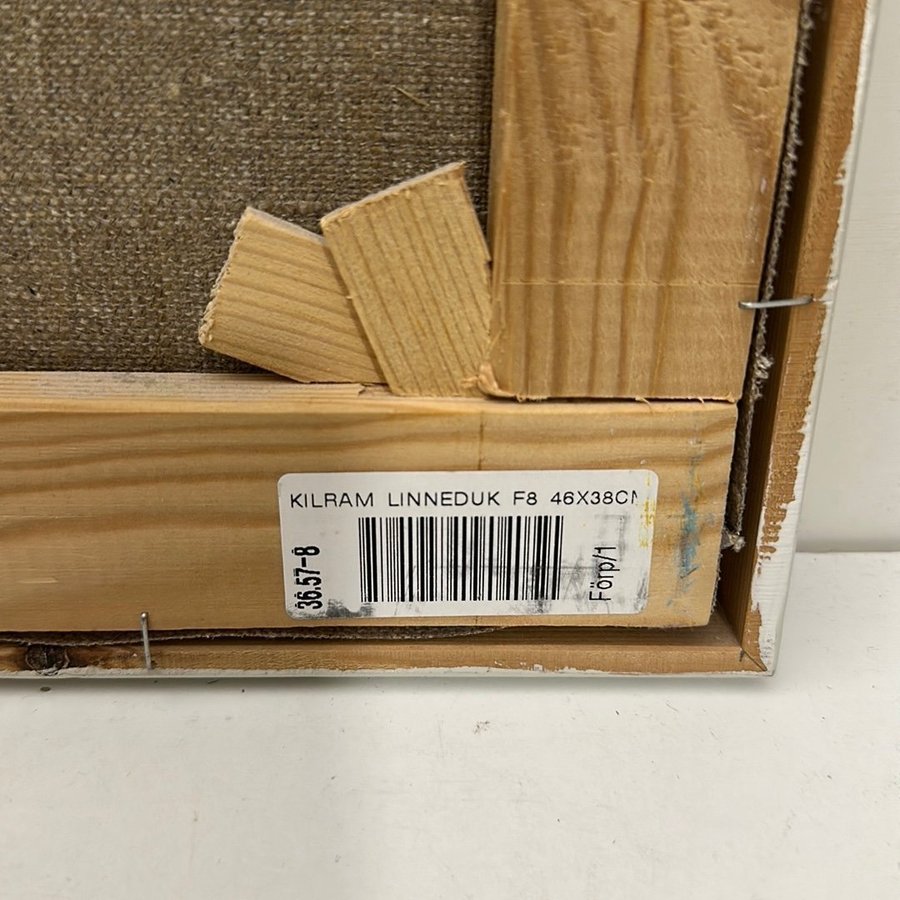 KILRAM LINNEDUK F8 46X38CM
36.57-8
Förp/1